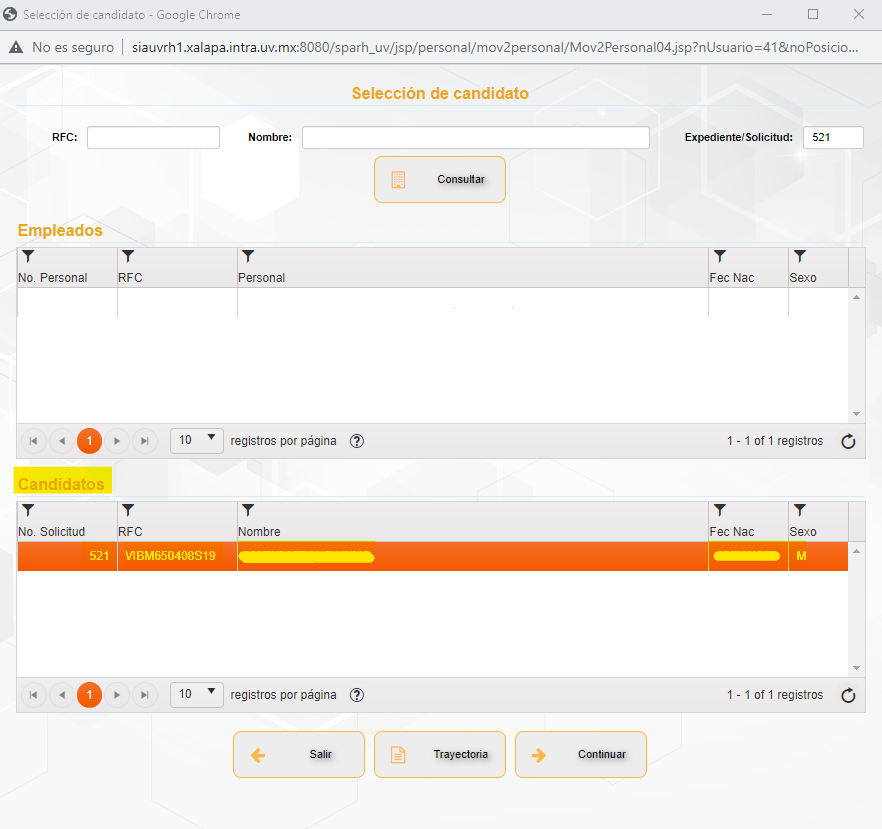 Selección de candidato - Google Chrome
No es seguro | siauvrh1.xalapa.intra.uv.mx:8080/sparh_uv/jsp/personal/mov2personal/Mov2Personal04.jsp?nUsuario=41&noPosicio...
Selección de candidato
RFC: Nombre: Expediente/Solicitud: 521
Consultar
Empleados
No. Personal RFC Personal Fec Nac Sexo
1 10 registros por página ? 1 - 1 of 1 registros
Candidatos
No. Solicitud RFC Nombre Fec Nac Sexo
521 VIBM650408S19 M
1 10 registros por página ? 1 - 1 of 1 registros
Salir Trayectoria Continuar